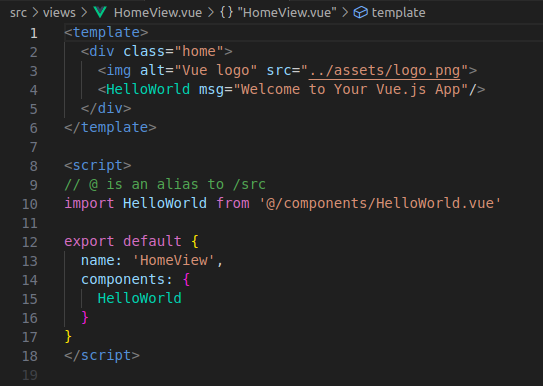 src > views > HomeView.vue > {} "HomeView.vue" > template
1 <template>
2   <div class="home">
3     <img alt="Vue logo" src="../assets/logo.png">
4     <HelloWorld msg="Welcome to Your Vue.js App"/>
5   </div>
6 </template>
7
8 <script>
9 // @ is an alias to /src
10 import HelloWorld from '@/components/HelloWorld.vue'
11
12 export default {
13   name: 'HomeView',
14   components: {
15     HelloWorld
16   }
17 }
18 </script>
19